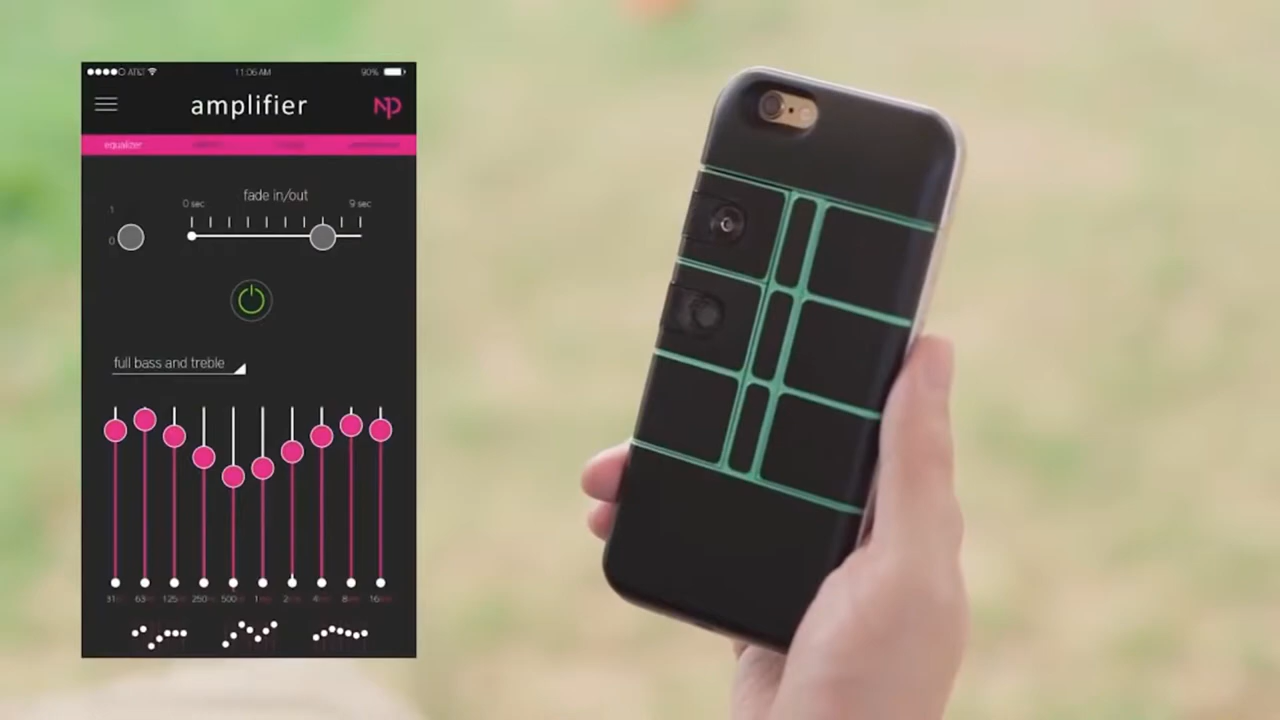 AT&T 11:06 AM 90%
amplifier np
equalizer
fade in/out
0 sec 9 sec
1
0
full bass and treble
31 63 125 250 500 1 2 4 8 16